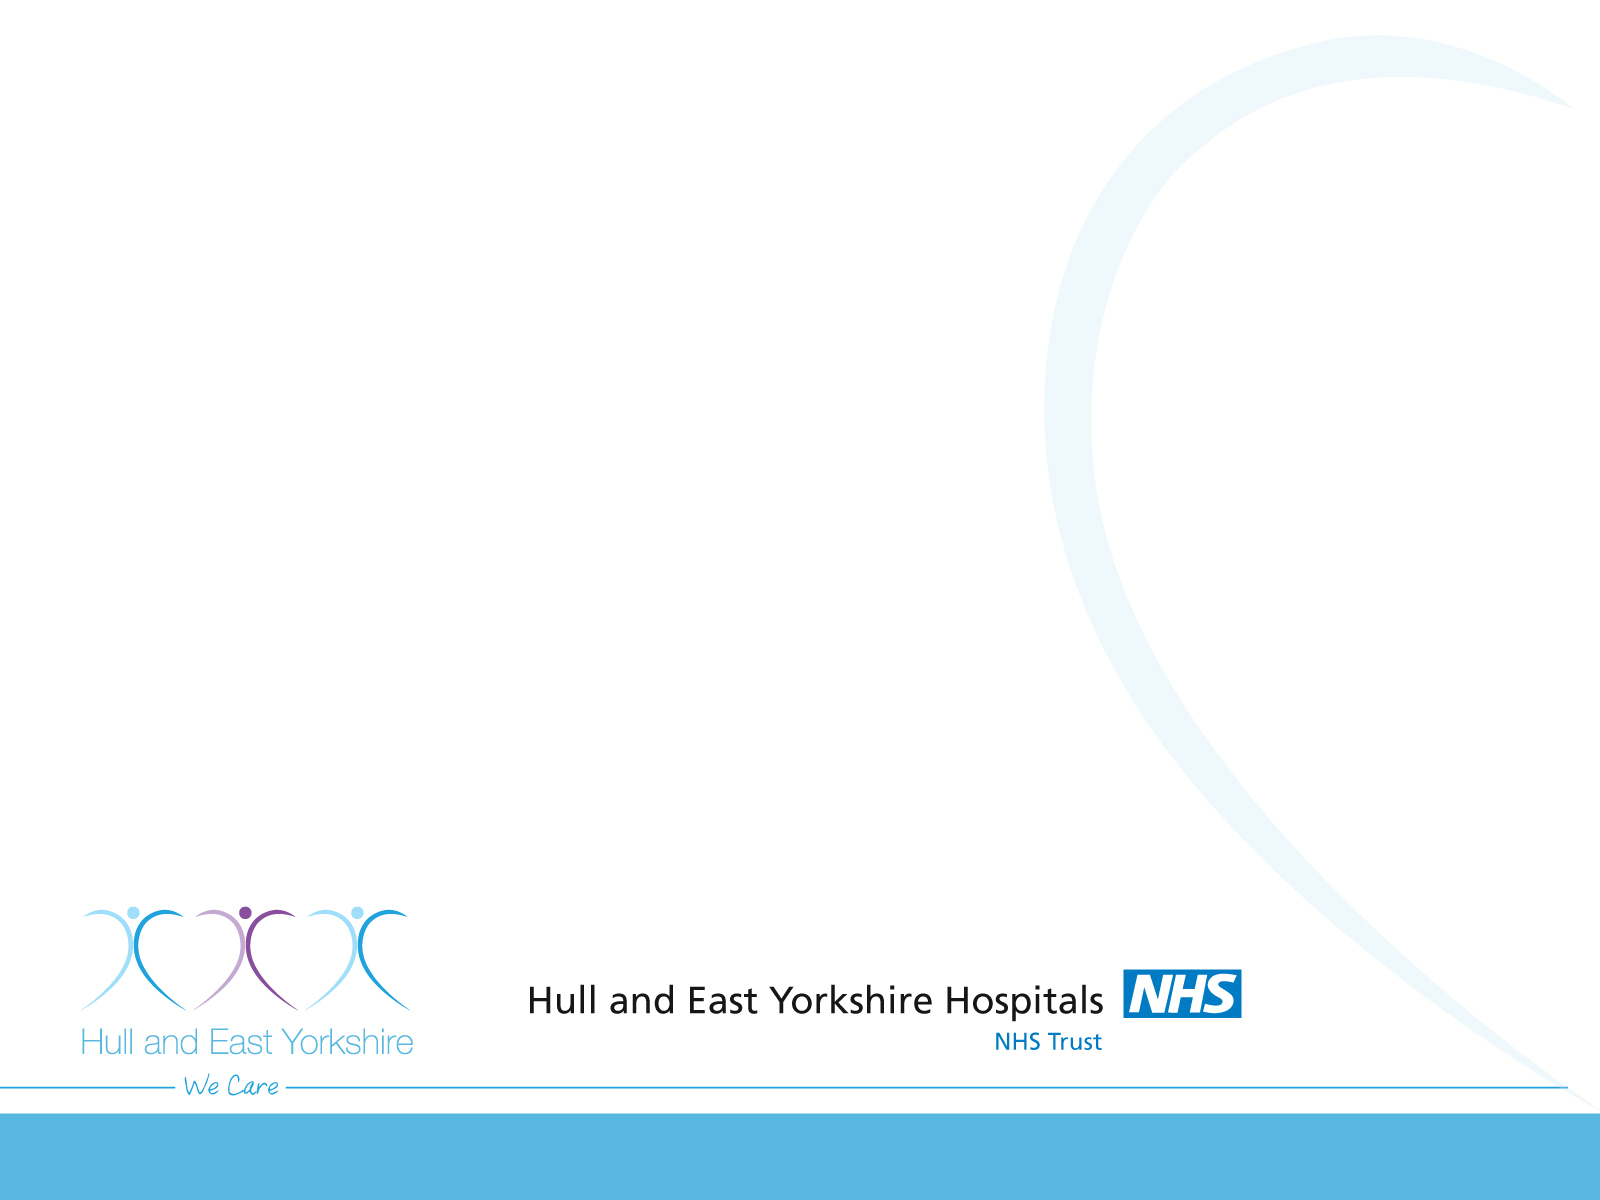 Hull and East Yorkshire
We Care
Hull and East Yorkshire Hospitals NHS
NHS Trust